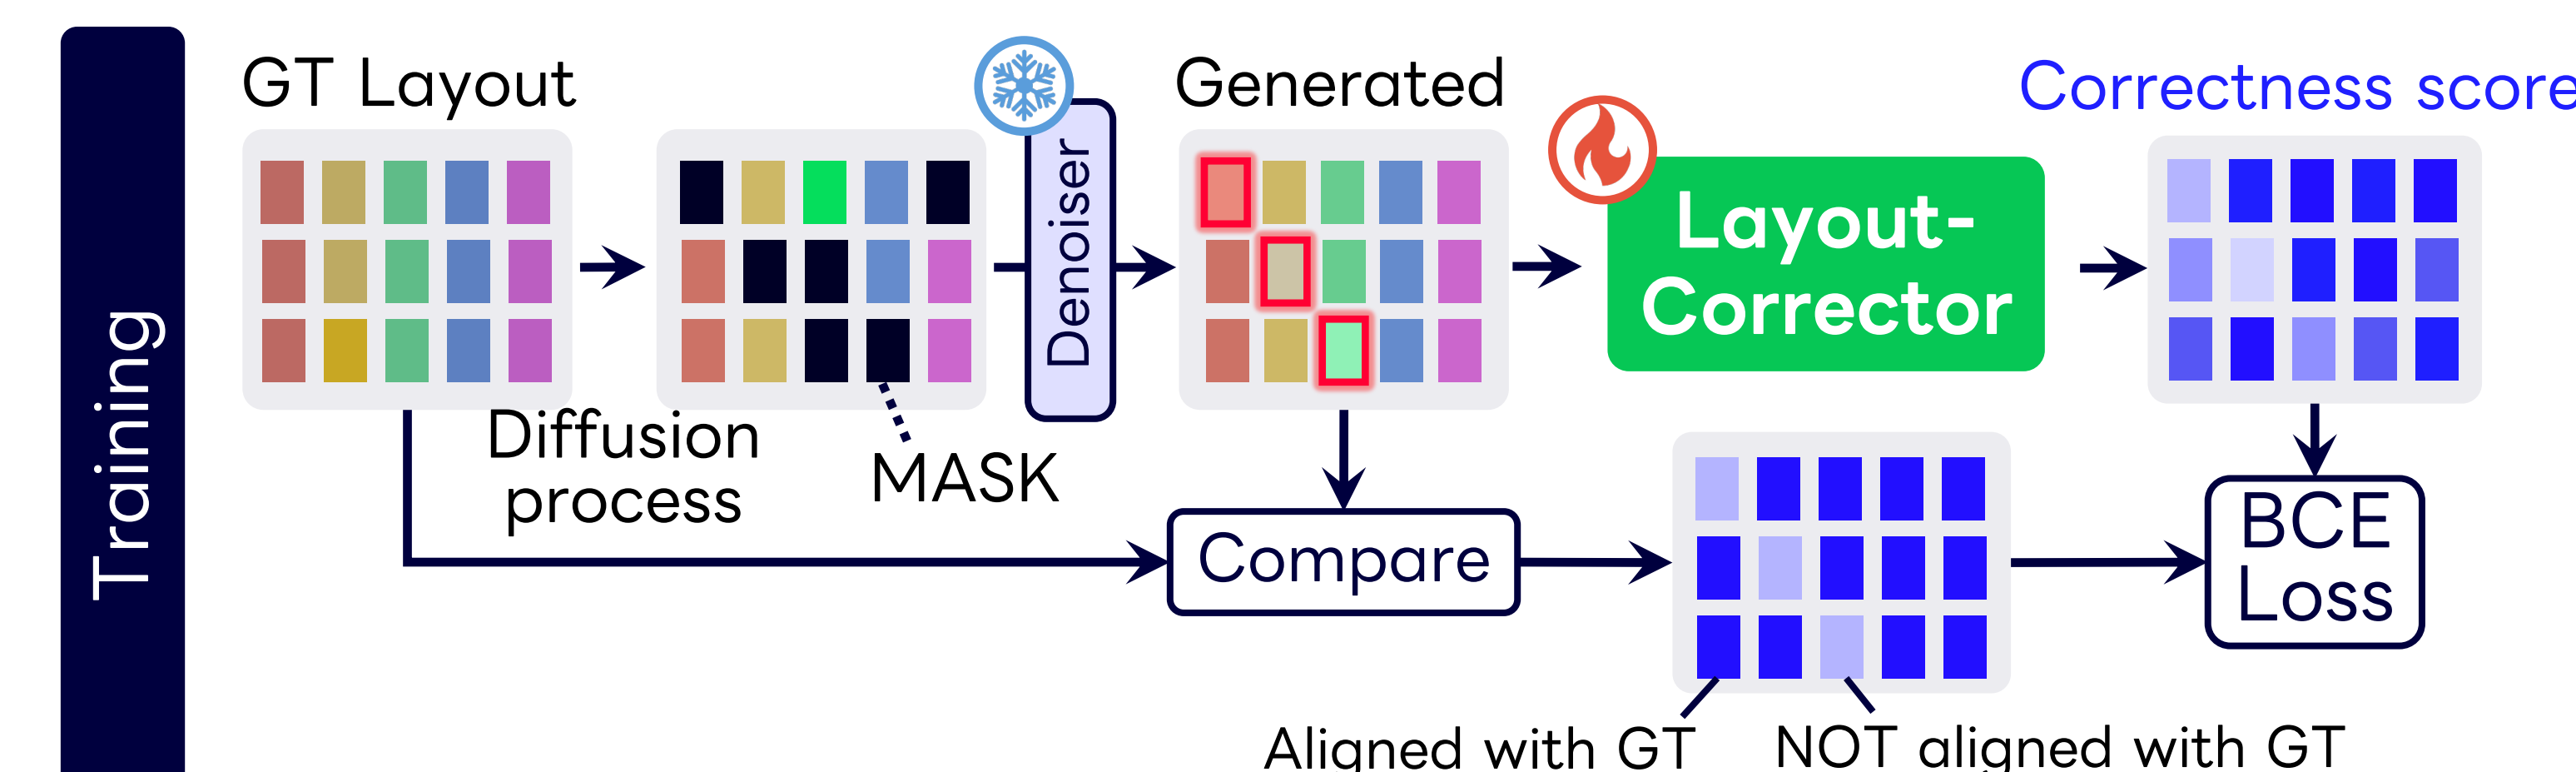 Training
GT Layout
Diffusion
process
MASK
Denoiser
Generated
Layout-
Corrector
Correctness score
Compare
BCE
Loss
Aligned with GT
NOT aligned with GT